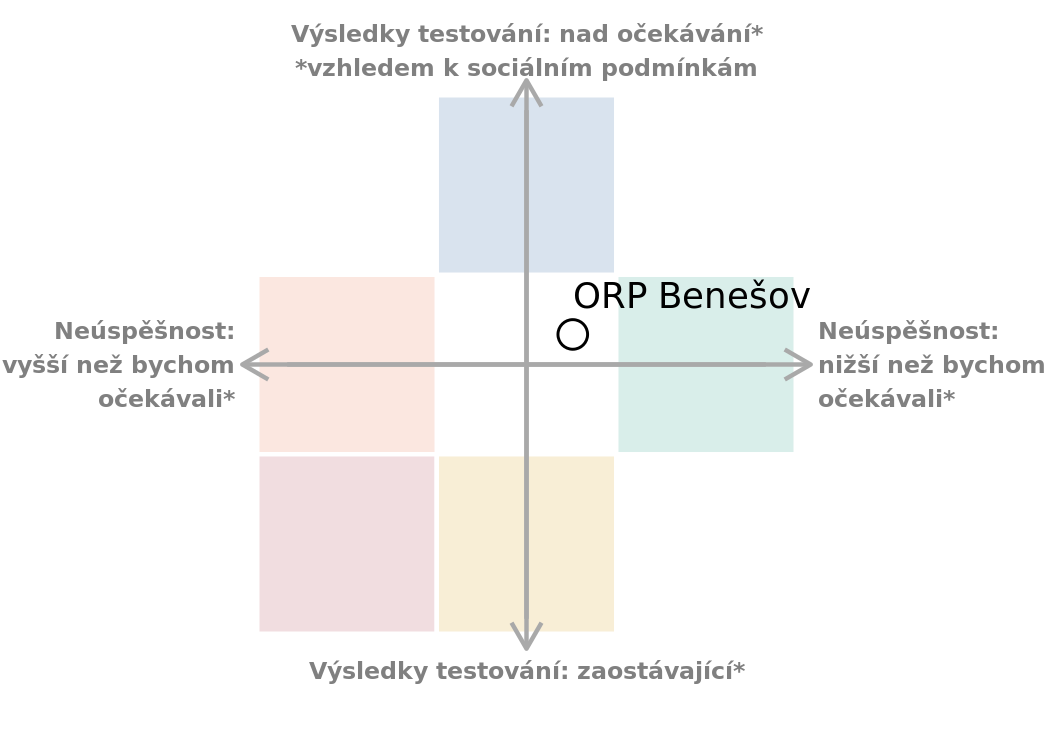 Výsledky testování: nad očekávání*
*vzhledem k sociálním podmínkám
ORP Benešov
Neúspěšnost:
vyšší než bychom
očekávali*
Neúspěšnost:
nižší než bychom
očekávali*
Výsledky testování: zaostávající*